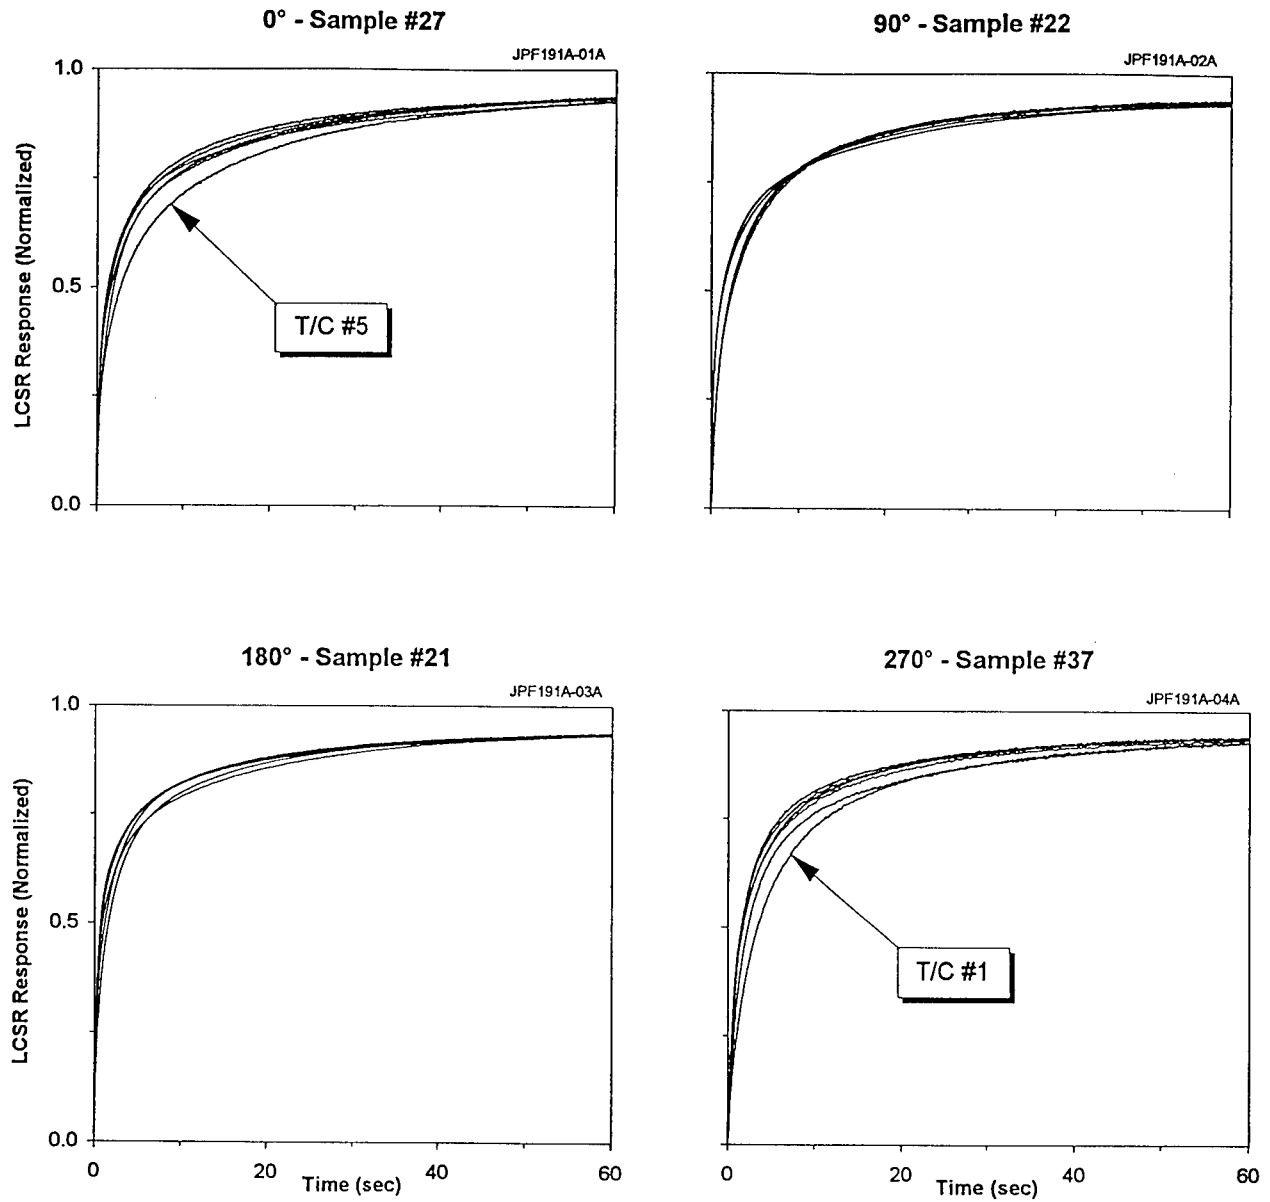 0° - Sample #27
JPF191A-01A
1.0
0.5
0.0
LCSR Response (Normalized)
T/C #5
90° - Sample #22
JPF191A-02A
180° - Sample #21
JPF191A-03A
1.0
0.5
0.0
LCSR Response (Normalized)
0
20
40
60
Time (sec)
270° - Sample #37
JPF191A-04A
T/C #1
0
20
40
60
Time (sec)